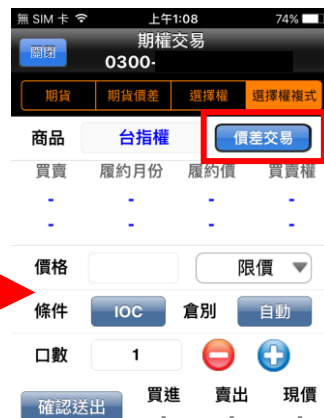 無 SIM 卡 上午1:08 74%
關閉 期權交易
0300-
期貨 期貨價差 選擇權 選擇權複式
商品 台指權 價差交易
買賣 履約月份 履約價 買賣權
- - - -
- - - -
價格 限價 ▼
條件 IOC 倉別 自動
口數 1
確認送出 買進 賣出 現價
- - -